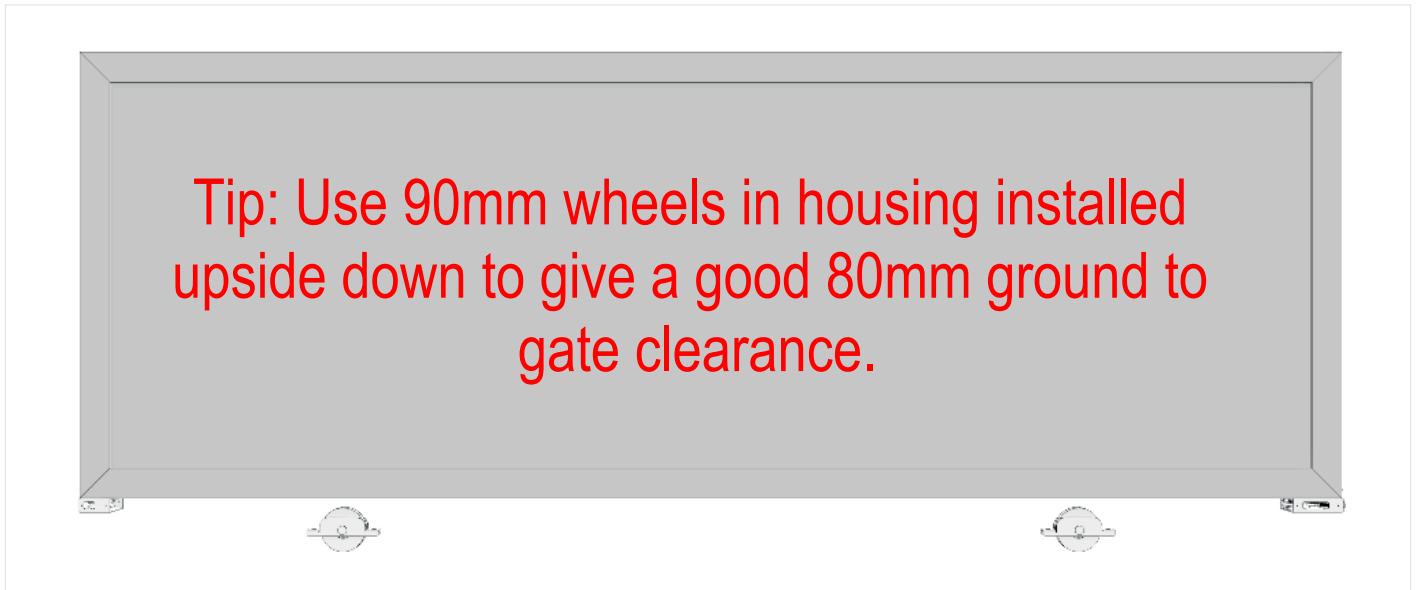 Tip: Use 90mm wheels in housing installed
upside down to give a good 80mm ground to
gate clearance.